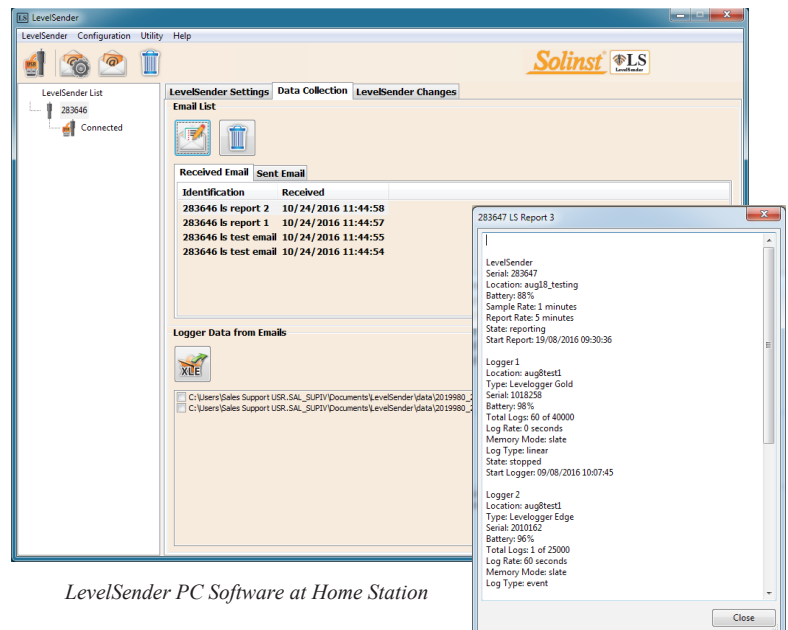 LS LevelSender
LevelSender Configuration Utility Help
Solinst LS
LevelSender
LevelSender List
283646
Connected
LevelSender Settings Data Collection LevelSender Changes
Email List
Received Email Sent Email
Identification Received
283646 ls report 2 10/24/2016 11:44:58
283646 ls report 1 10/24/2016 11:44:57
283646 ls test email 10/24/2016 11:44:55
283646 ls test email 10/24/2016 11:44:54
Logger Data from Emails
XLE
C:\Users\Sales Support USR.SAL_SUPIV\Documents\LevelSender\data\2019980_
C:\Users\Sales Support USR.SAL_SUPIV\Documents\LevelSender\data\2019980_
283647 LS Report 3
LevelSender
Serial: 283647
Location: aug18_testing
Battery: 88%
Sample Rate: 1 minutes
Report Rate: 5 minutes
State: reporting
Start Report: 19/08/2016 09:30:36
Logger 1
Location: aug8test1
Type: Levelogger Gold
Serial: 1018258
Battery: 98%
Total Logs: 60 of 40000
Log Rate: 0 seconds
Memory Mode: slate
Log Type: linear
State: stopped
Start Logger: 09/08/2016 10:07:45
Logger 2
Location: aug8test1
Type: Levelogger Edge
Serial: 2010162
Battery: 96%
Total Logs: 1 of 25000
Log Rate: 60 seconds
Memory Mode: slate
Log Type: event
Close
LevelSender PC Software at Home Station